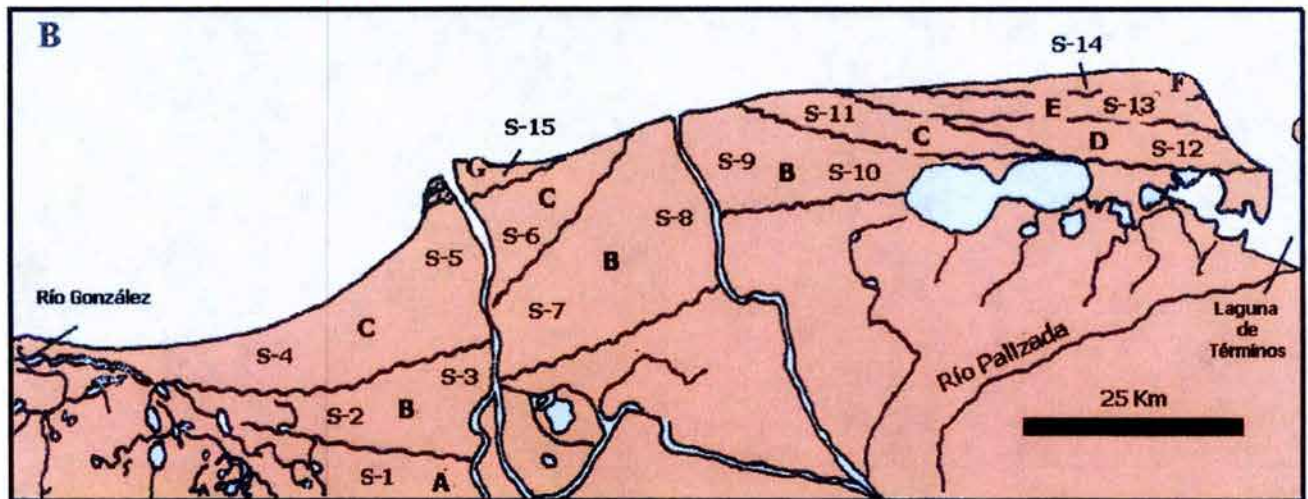 B
S-14
F
E
S-13
S-11
S-15
C
D
S-12
G
S-9
B
S-10
C
S-8
S-6
S-5
B
Río González
S-7
Laguna
de
Términos
C
Río Palizada
S-4
S-3
25 Km
S-2
B
S-1
A